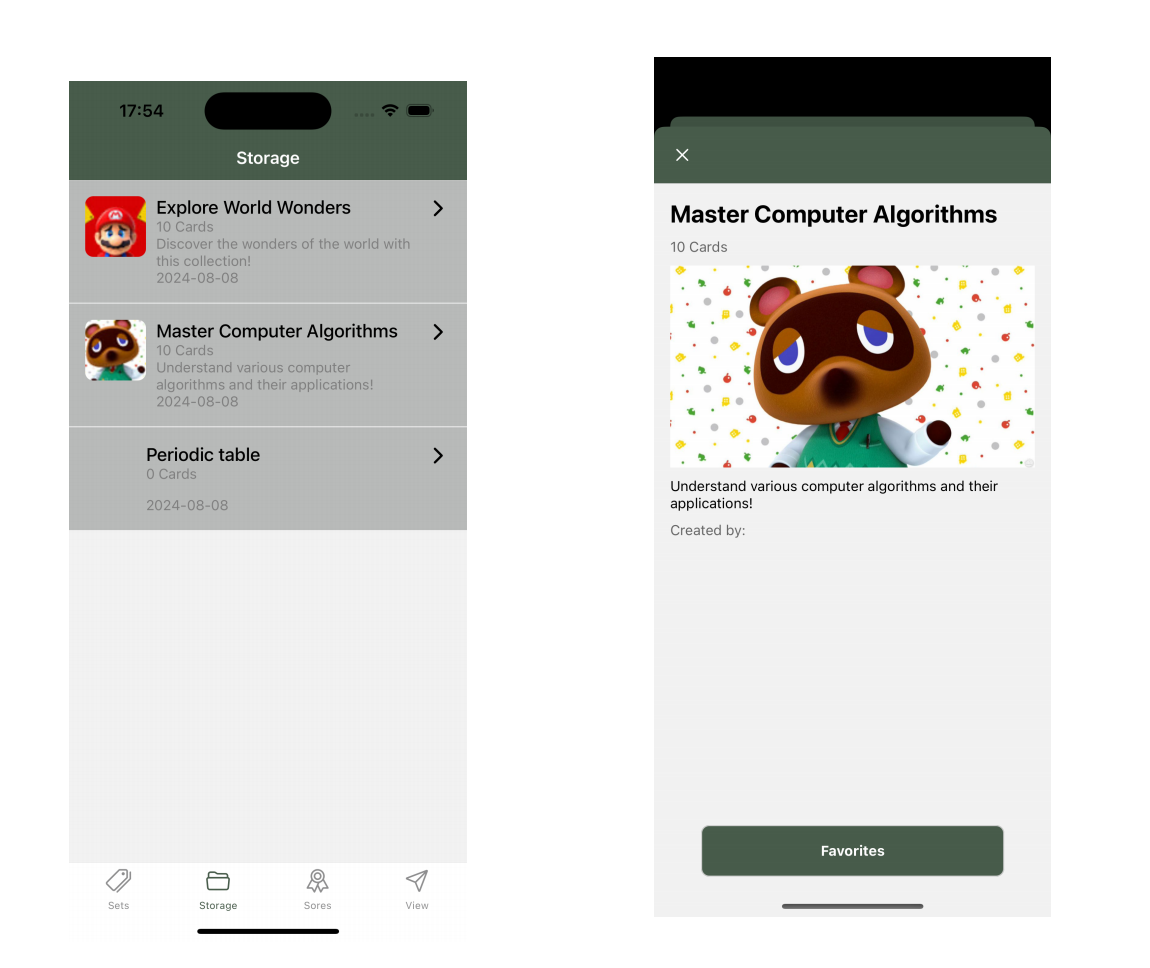 17:54
Storage
Explore World Wonders
10 Cards
Discover the wonders of the world with
this collection!
2024-08-08
Master Computer Algorithms
10 Cards
Understand various computer
algorithms and their applications!
2024-08-08
Periodic table
0 Cards
2024-08-08
Sets
Storage
Sores
View
Master Computer Algorithms
10 Cards
Understand various computer algorithms and their
applications!
Created by:
Favorites